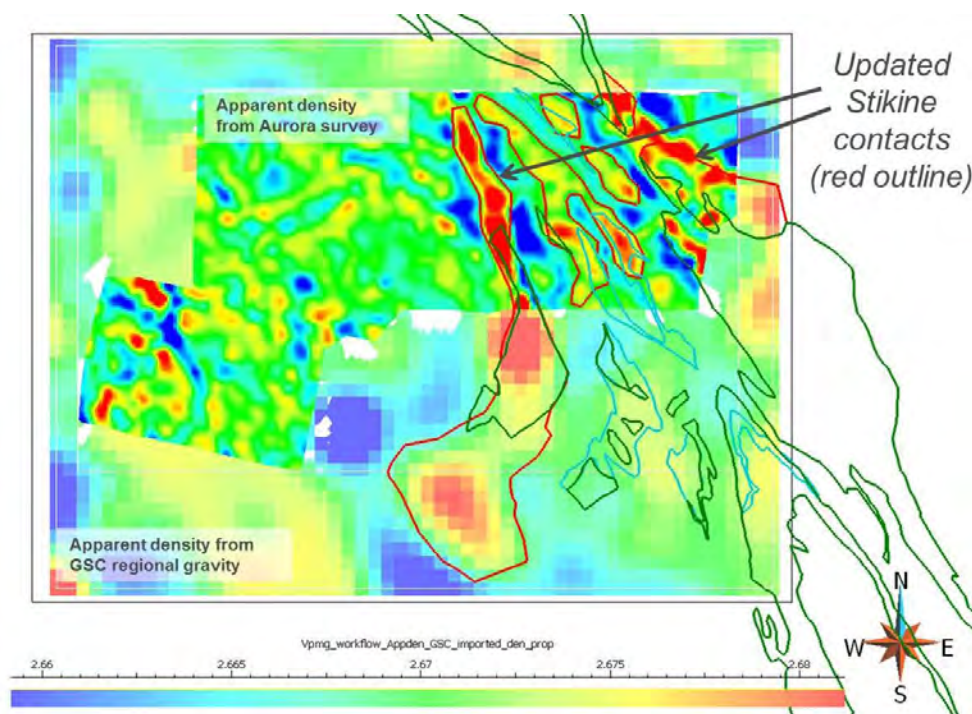 Apparent density
from Aurora survey
Updated
Stikine
contacts
(red outline)
Apparent density from
GSC regional gravity
Vpmg_workflow_Appden_GSC_imported_den_prop
2.66 2.665 2.67 2.675 2.68
N
W E
S